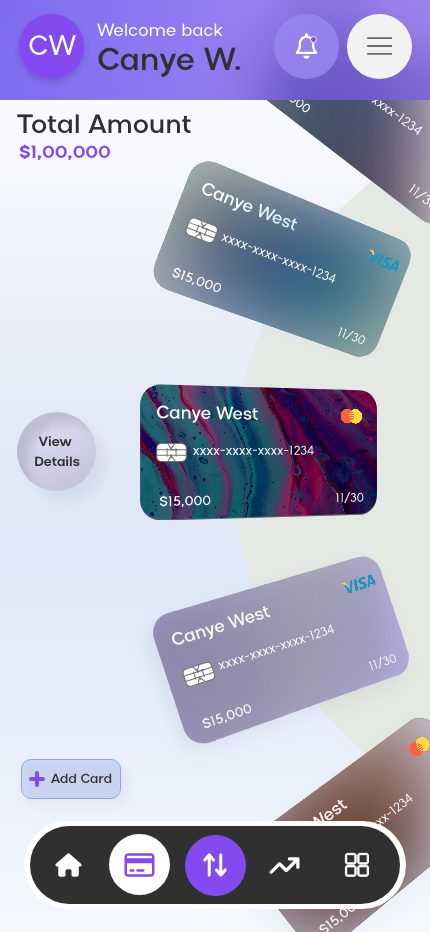 CW
Welcome back
Canye W.
Total Amount
$1,00,000
xxxx-1234
11/3
Canye West
xxxx-xxxx-xxxx-1234
VISA
$15,000
11/30
View
Details
Canye West
xxxx-xxxx-xxxx-1234
$15,000
11/30
Canye West
VISA
xxxx-xxxx-xxxx-1234
11/30
$15,000
West
Add Card
xxxx-1234
$15,00